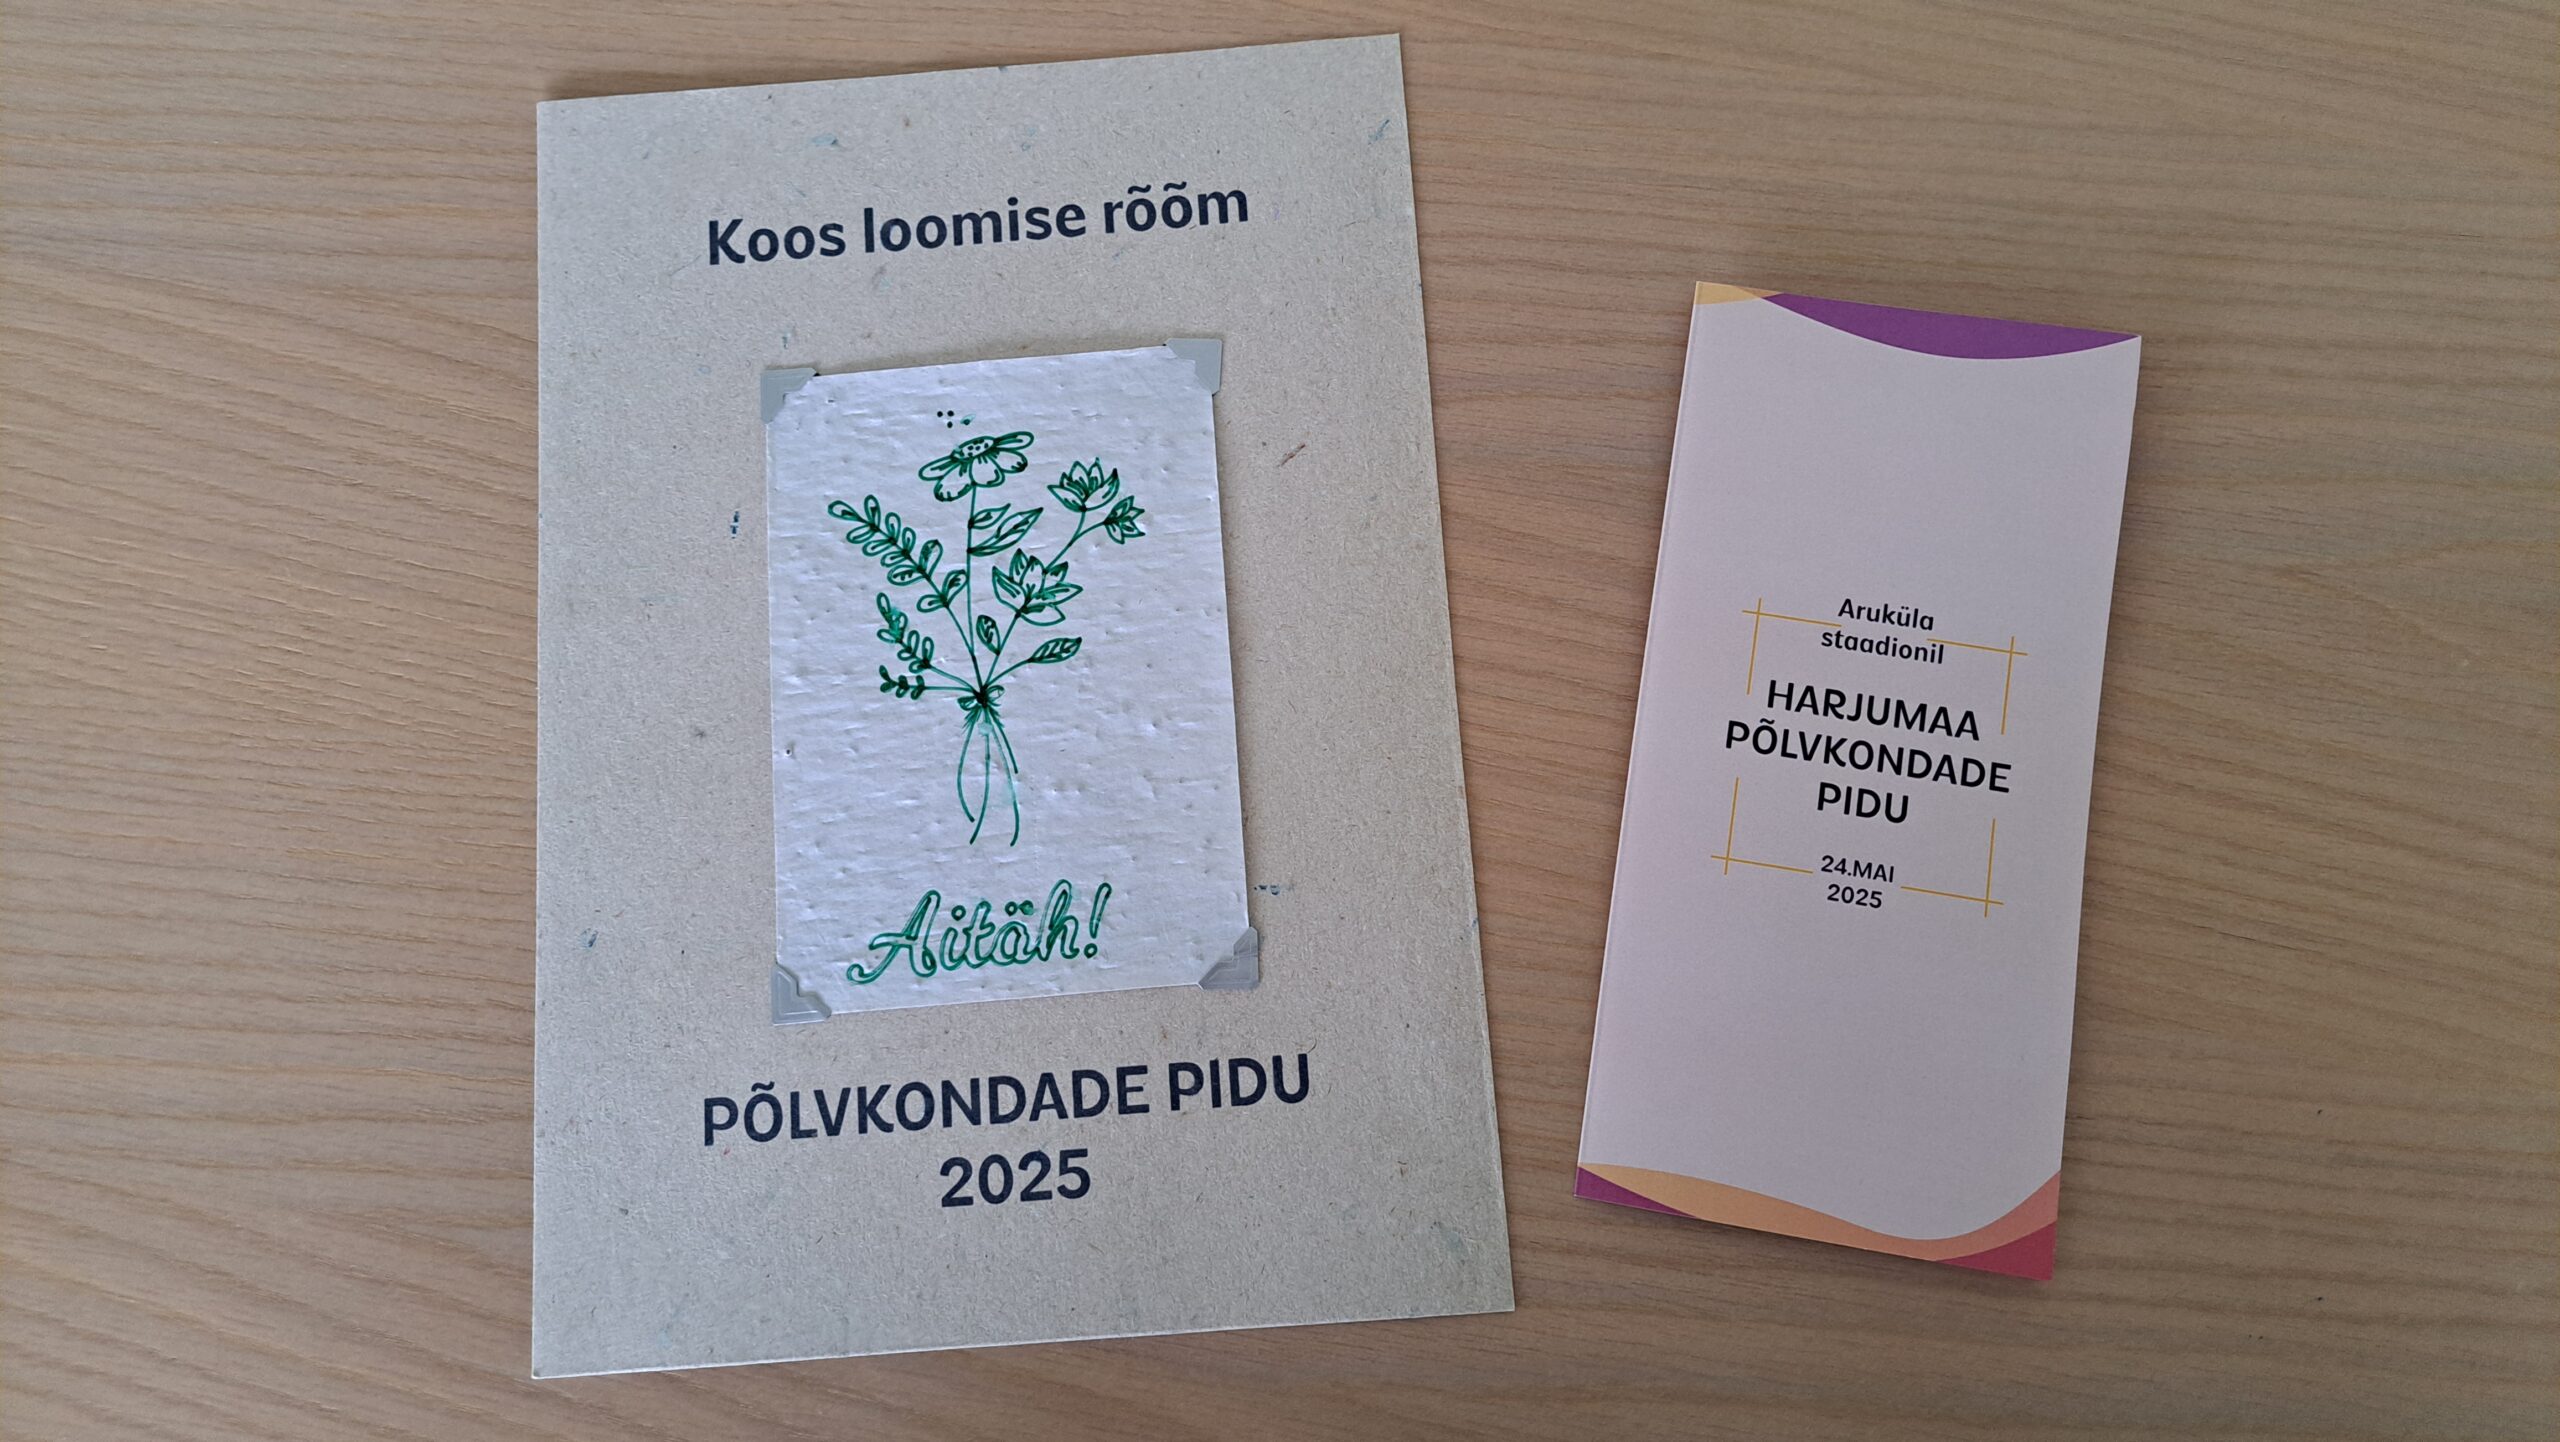 Koos loomise rõõm
Aitäh!
PÕLVKONDADE PIDU
2025
Aruküla
staadionil
HARJUMAA
PÕLVKONDADE
PIDU
24.MAI
2025